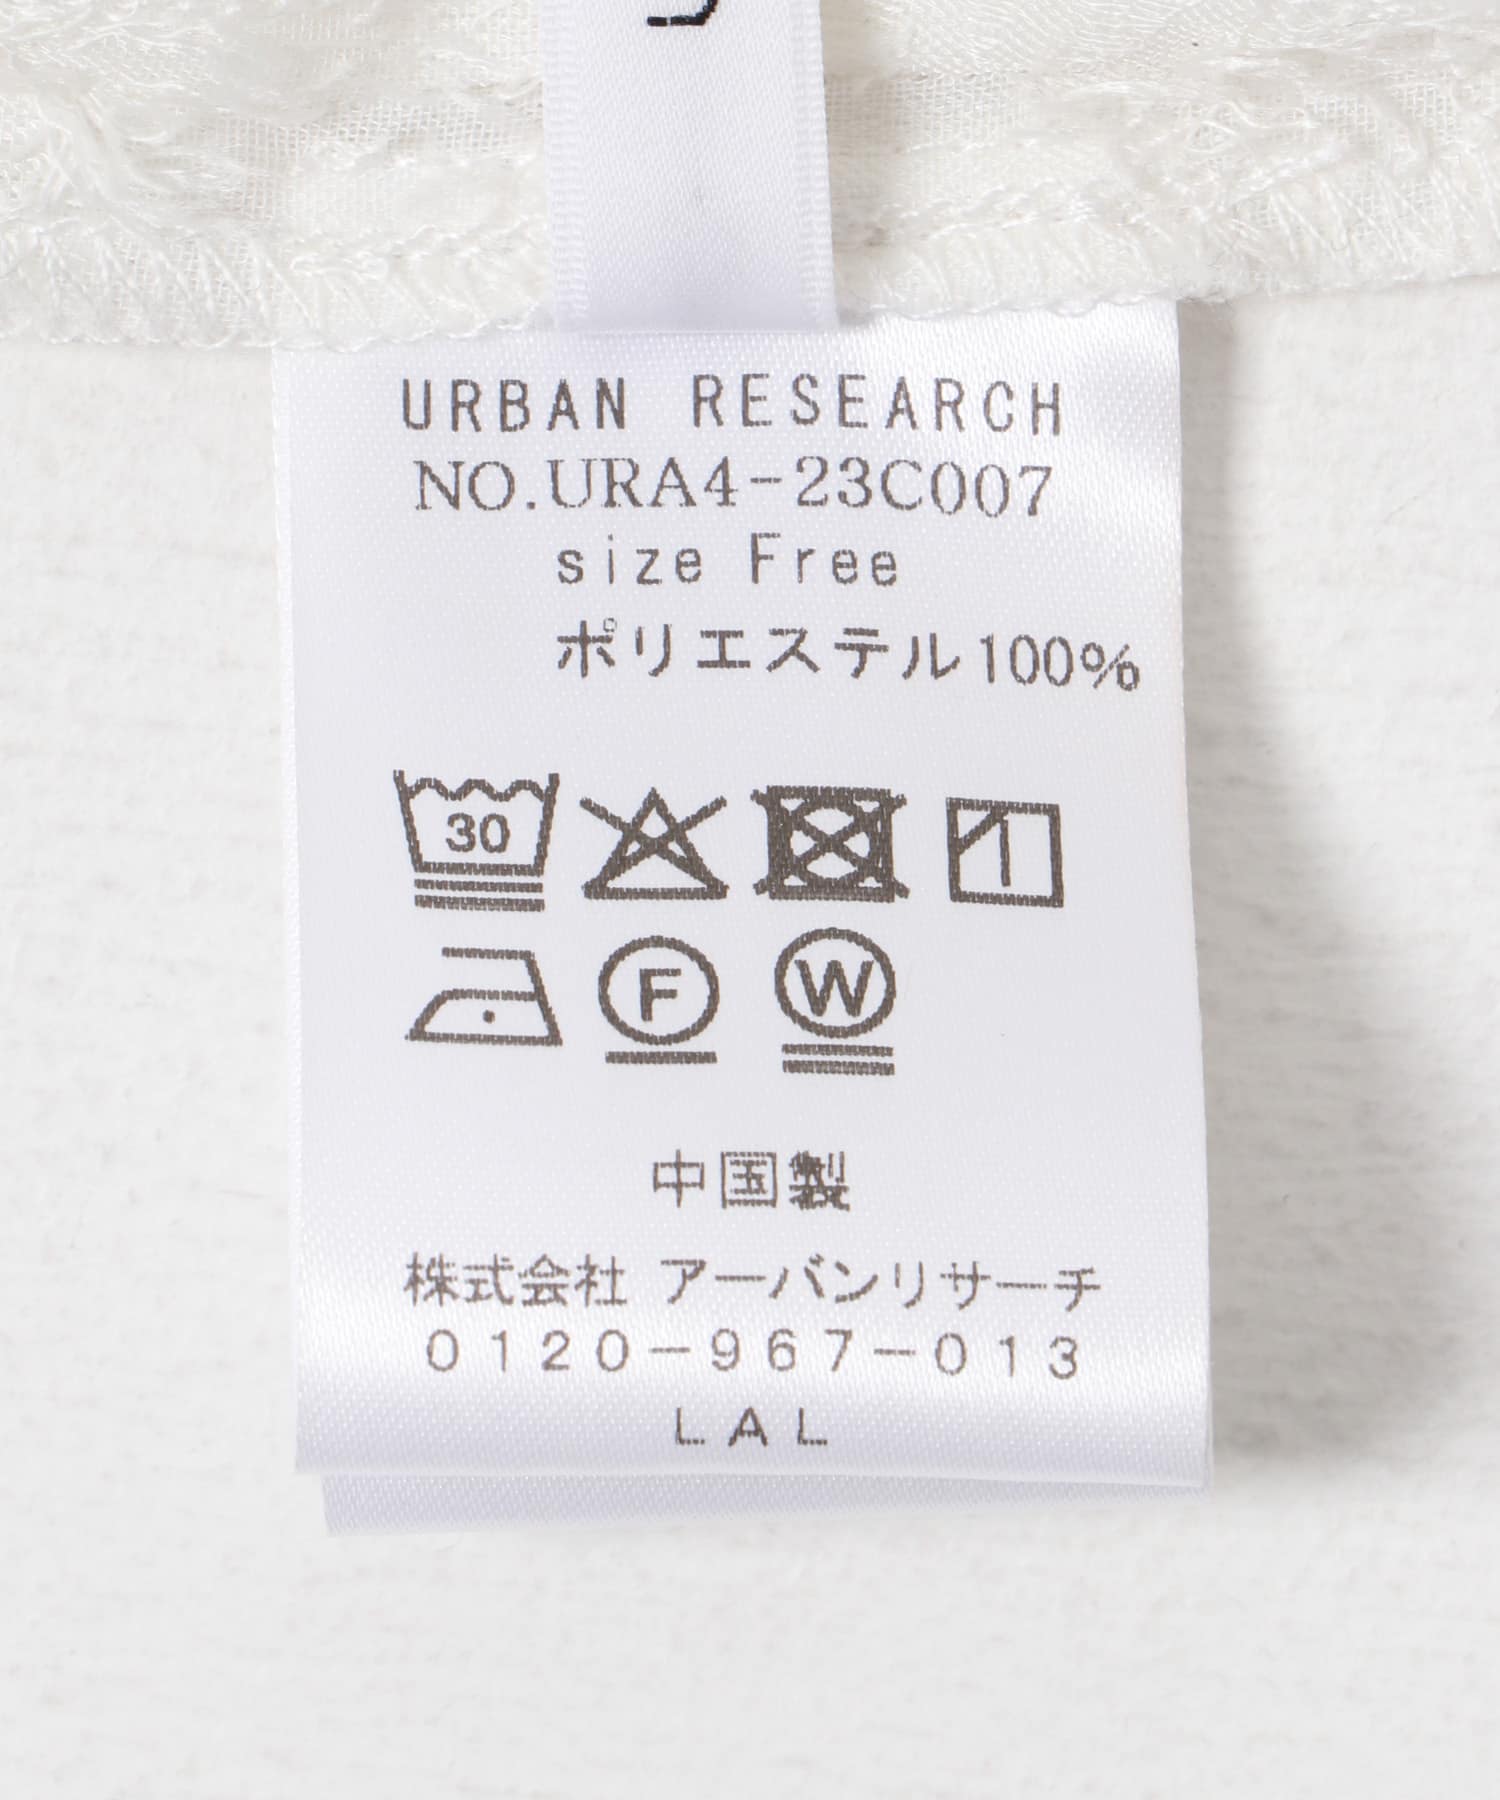 URBAN RESEARCH
NO.URA4-23C007
size Free
ポリエステル100%
30
F W
中国製
株式会社 アーバンリサーチ
0120-967-013
LAL